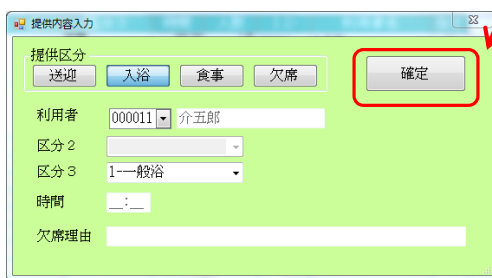 提供内容入力
提供区分
送迎 入浴 食事 欠席 確定
利用者 000011 介五郎
区分2
区分3 1-一般浴
時間 __:__
欠席理由